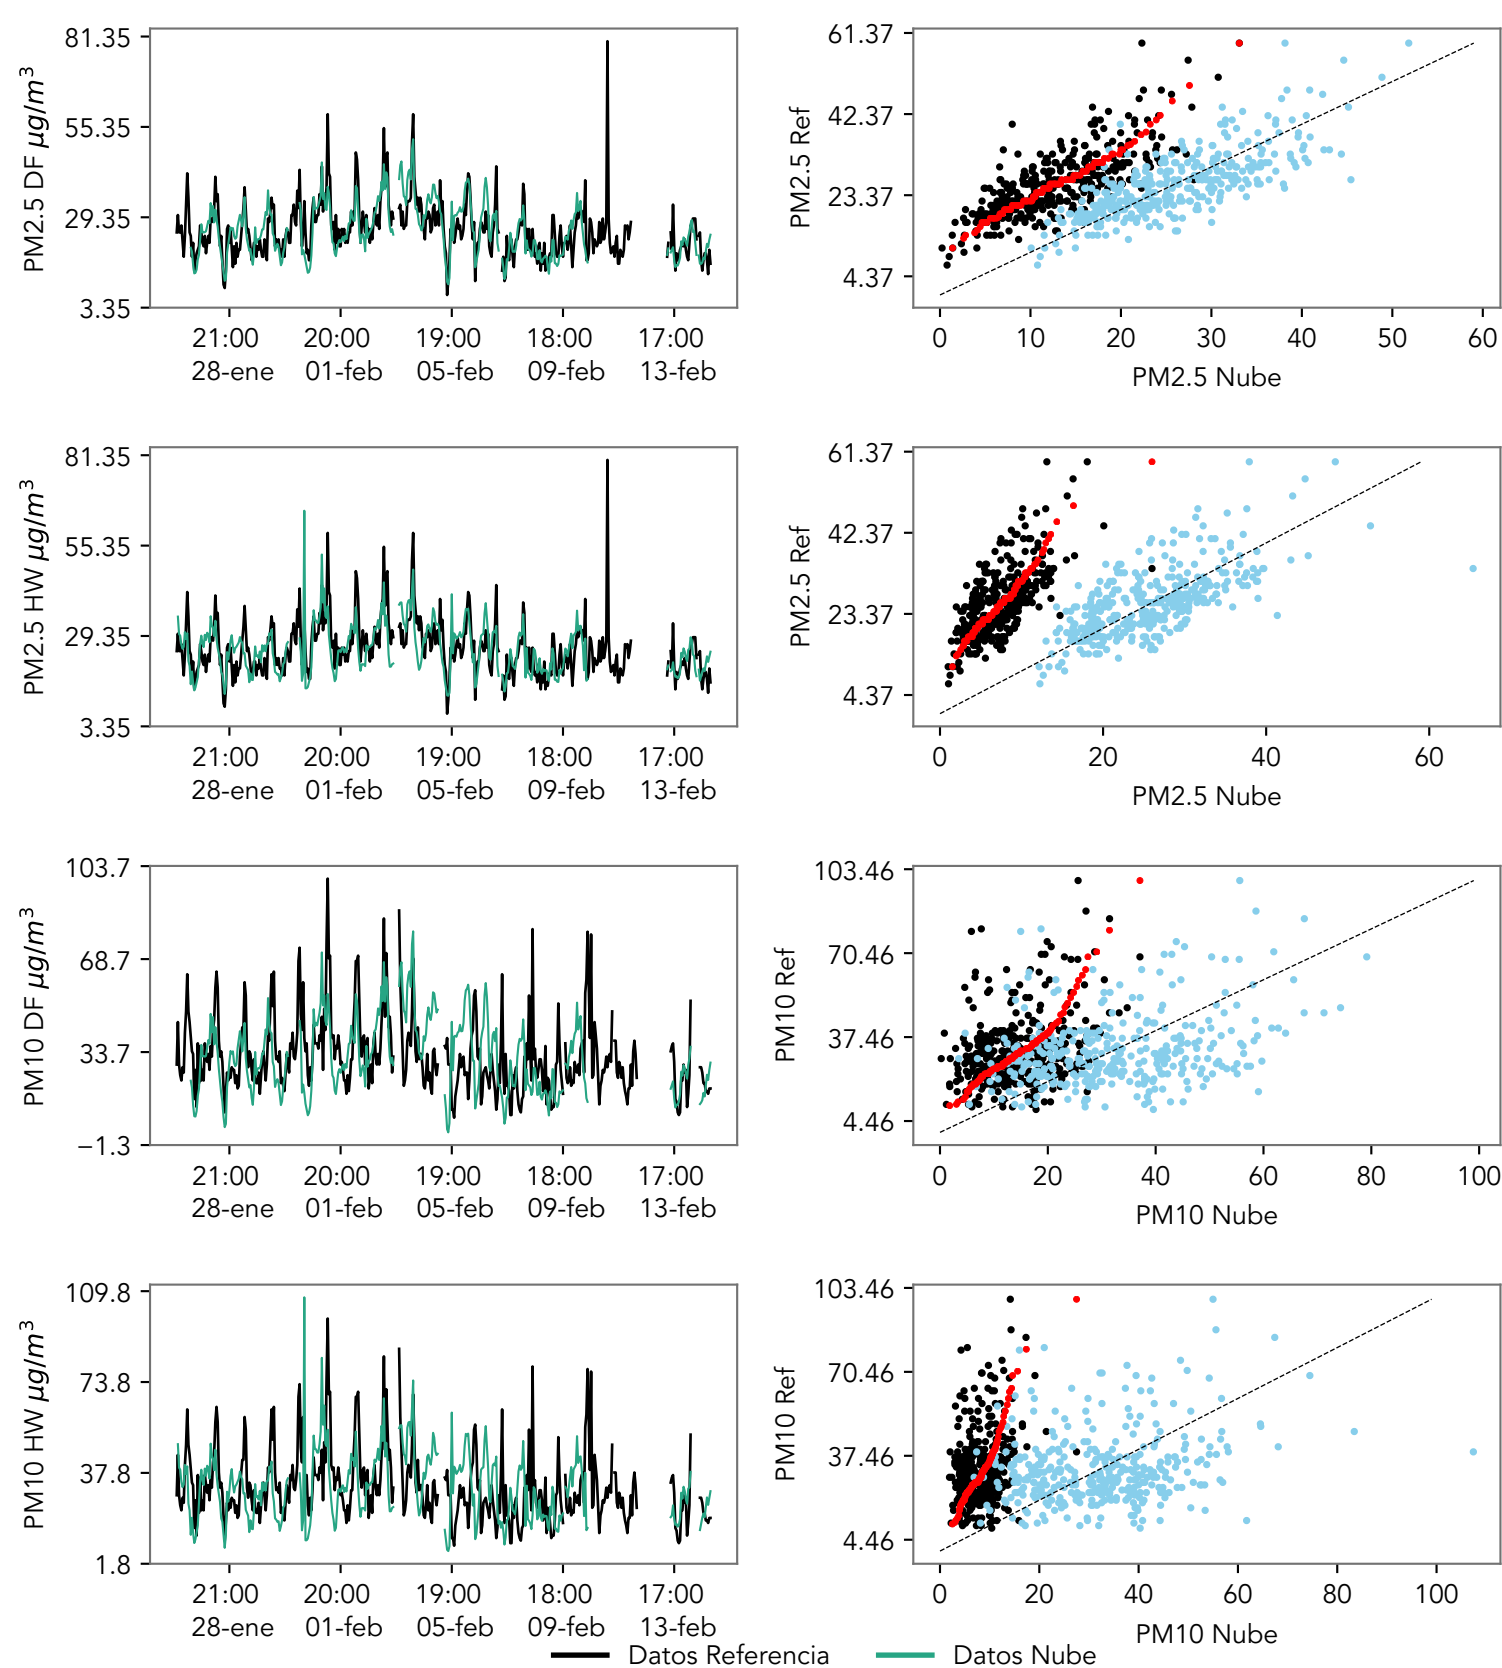 PM2.5 DF μg/m³
81.35
55.35
29.35
3.35
21:00 20:00 19:00 18:00 17:00
28-ene 01-feb 05-feb 09-feb 13-feb
PM2.5 Ref
61.37
42.37
23.37
4.37
0 10 20 30 40 50 60
PM2.5 Nube
PM2.5 HW μg/m³
81.35
55.35
29.35
3.35
21:00 20:00 19:00 18:00 17:00
28-ene 01-feb 05-feb 09-feb 13-feb
PM2.5 Ref
61.37
42.37
23.37
4.37
0 20 40 60
PM2.5 Nube
PM10 DF μg/m³
103.7
68.7
33.7
−1.3
21:00 20:00 19:00 18:00 17:00
28-ene 01-feb 05-feb 09-feb 13-feb
PM10 Ref
103.46
70.46
37.46
4.46
0 20 40 60 80 100
PM10 Nube
PM10 HW μg/m³
109.8
73.8
37.8
1.8
21:00 20:00 19:00 18:00 17:00
28-ene 01-feb 05-feb 09-feb 13-feb
PM10 Ref
103.46
70.46
37.46
4.46
0 20 40 60 80 100
PM10 Nube
Datos Referencia Datos Nube